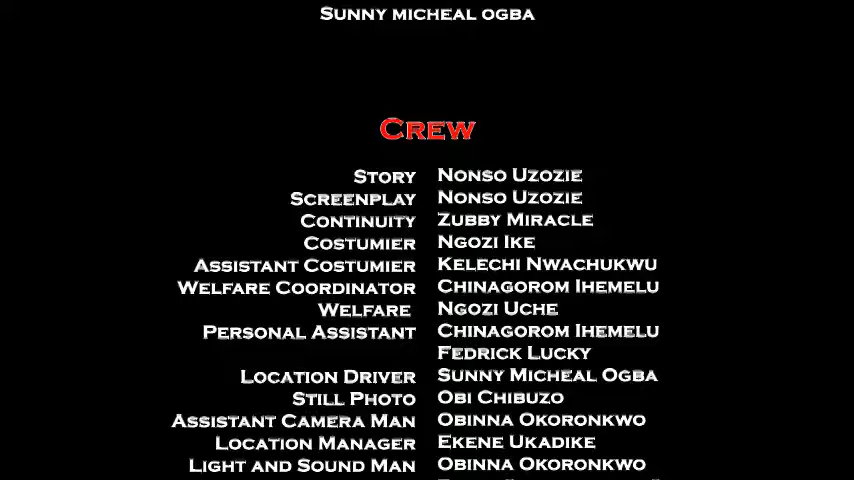 Sunny micheal ogba
Crew
Story Nonso Uzozie
Screenplay Nonso Uzozie
Continuity Zubby Miracle
Costumier Ngozi Ike
Assistant Costumier Kelechi Nwachukwu
Welfare Coordinator Chinagorom Ihemelu
Welfare Ngozi Uche
Personal Assistant Chinagorom Ihemelu
Fedrick Lucky
Location Driver Sunny Micheal Ogba
Still Photo Obi Chibuzo
Assistant Camera Man Obinna Okoronkwo
Location Manager Ekene Ukadike
Light and Sound Man Obinna Okoronkwo